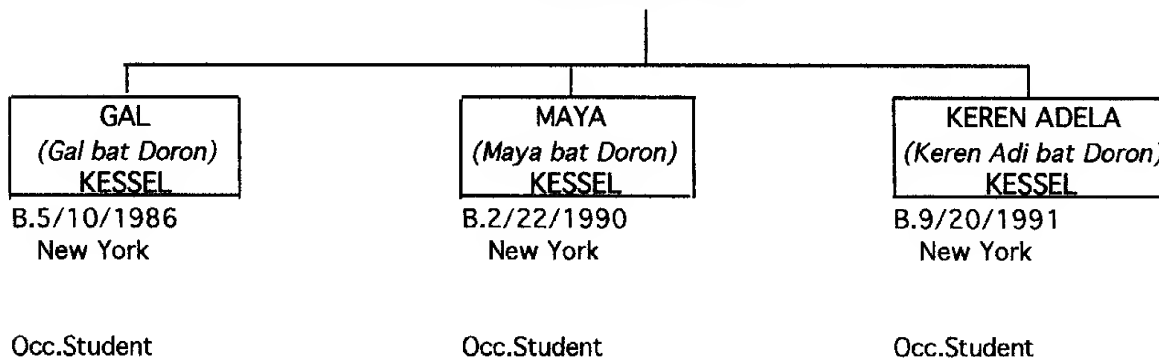 GAL
(Gal bat Doron)
KESSEL
B.5/10/1986
New York
Occ.Student
MAYA
(Maya bat Doron)
KESSEL
B.2/22/1990
New York
Occ.Student
KEREN ADELA
(Keren Adi bat Doron)
KESSEL
B.9/20/1991
New York
Occ.Student